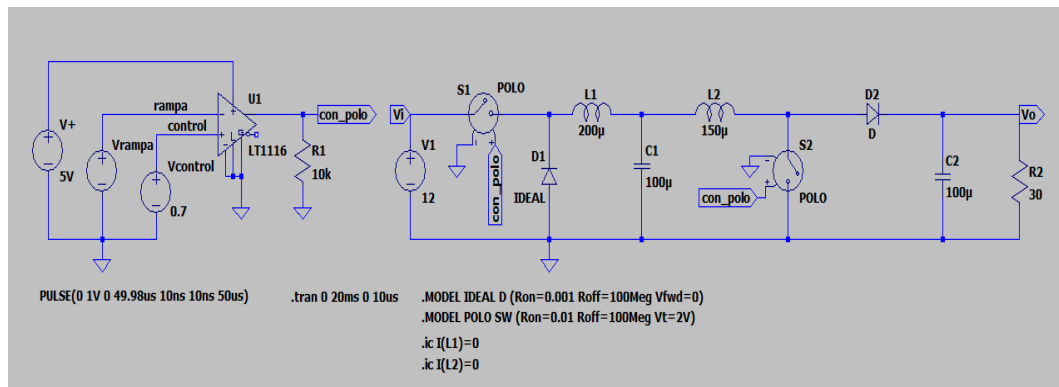 V+
5V
rampa
control
Vrampa
Vcontrol
0.7
U1
LT1116
R1
10k
con_polo
Vi
V1
12
S1
POLO
con_polo
D1
IDEAL
L1
200µ
C1
100µ
L2
150µ
con_polo
S2
POLO
D2
D
C2
100µ
Vo
R2
30
PULSE(0 1V 0 49.98us 10ns 10ns 50us)
.tran 0 20ms 0 10us
.MODEL IDEAL D (Ron=0.001 Roff=100Meg Vfwd=0)
.MODEL POLO SW (Ron=0.01 Roff=100Meg Vt=2V)
.ic I(L1)=0
.ic I(L2)=0